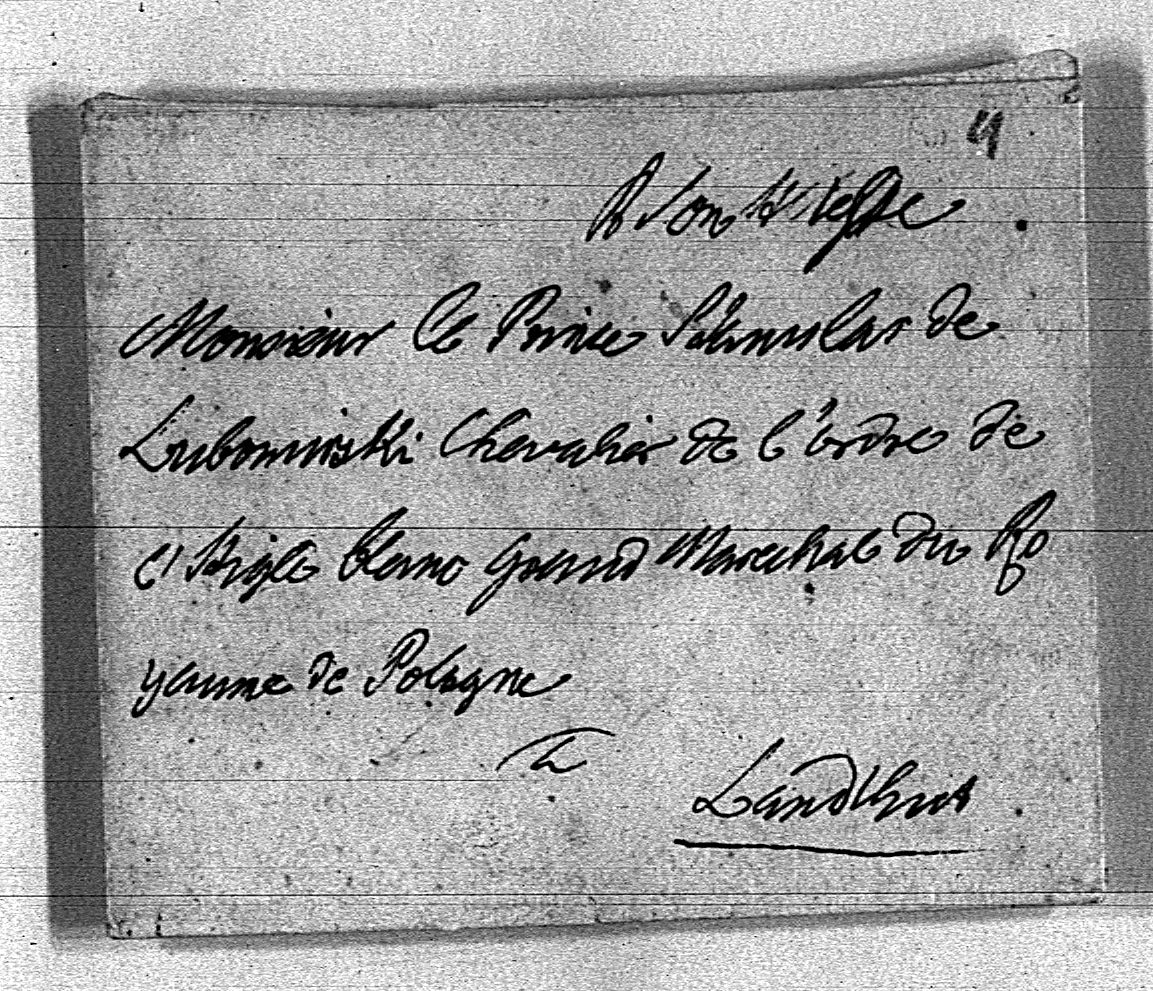 A Son Altesse
Monsieur le Prince Stanislas de
Lubomirski Chevalier de l'ordre de
l'Aigle blanc Grand Marechal du Ro
yaume de Pologne
Landshut